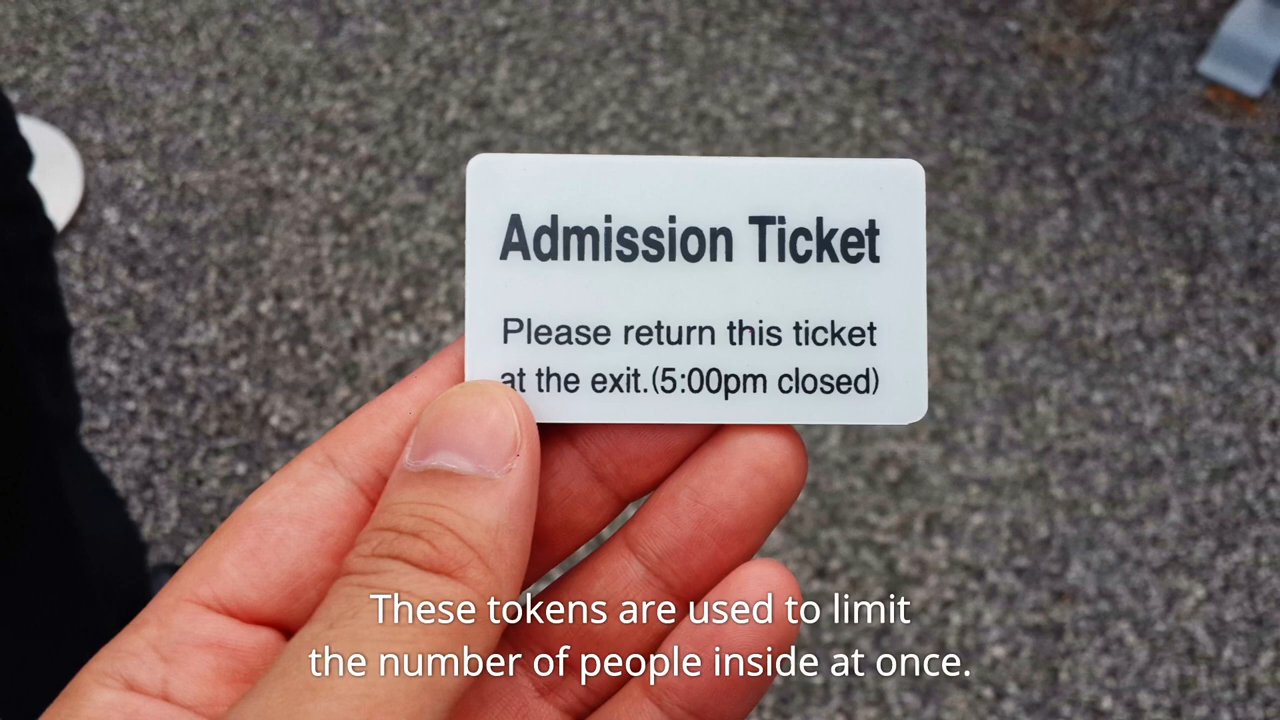 Admission Ticket
Please return this ticket
at the exit.(5:00pm closed)
These tokens are used to limit
the number of people inside at once.